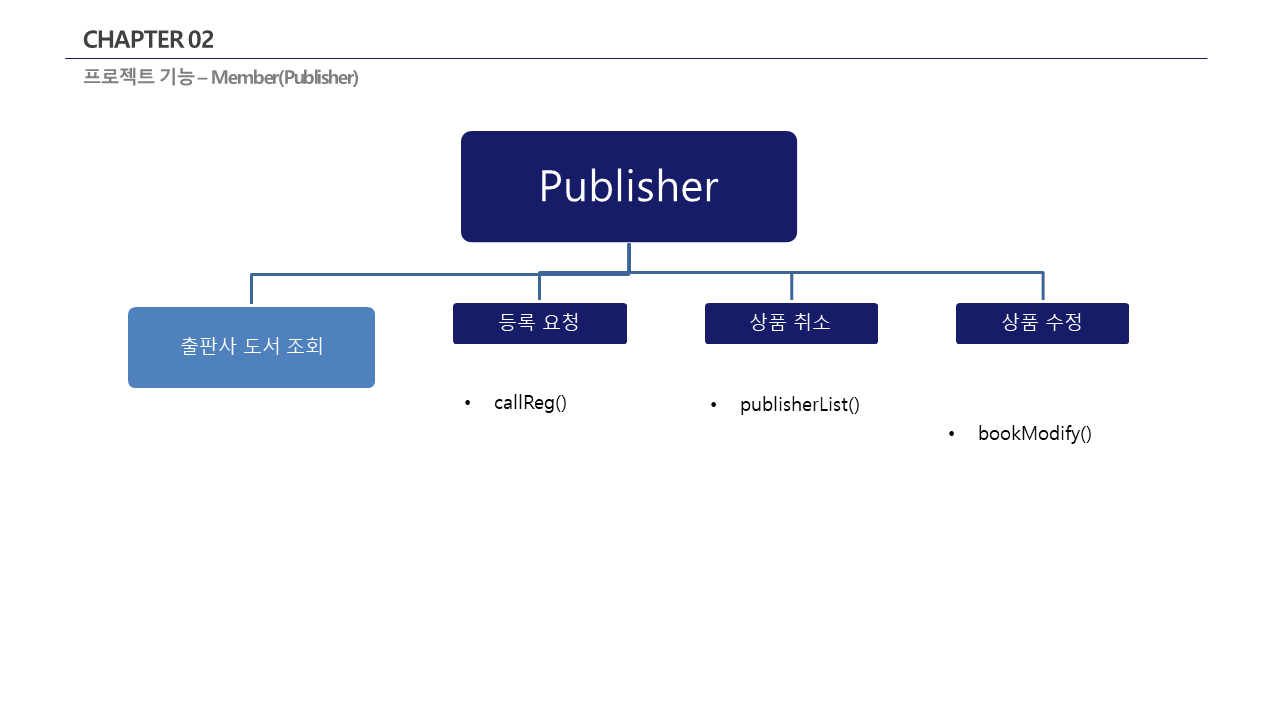 CHAPTER 02
프로젝트 기능 – Member(Publisher)
Publisher
출판사 도서 조회
등록 요청
상품 취소
상품 수정
• callReg()
• publisherList()
• bookModify()